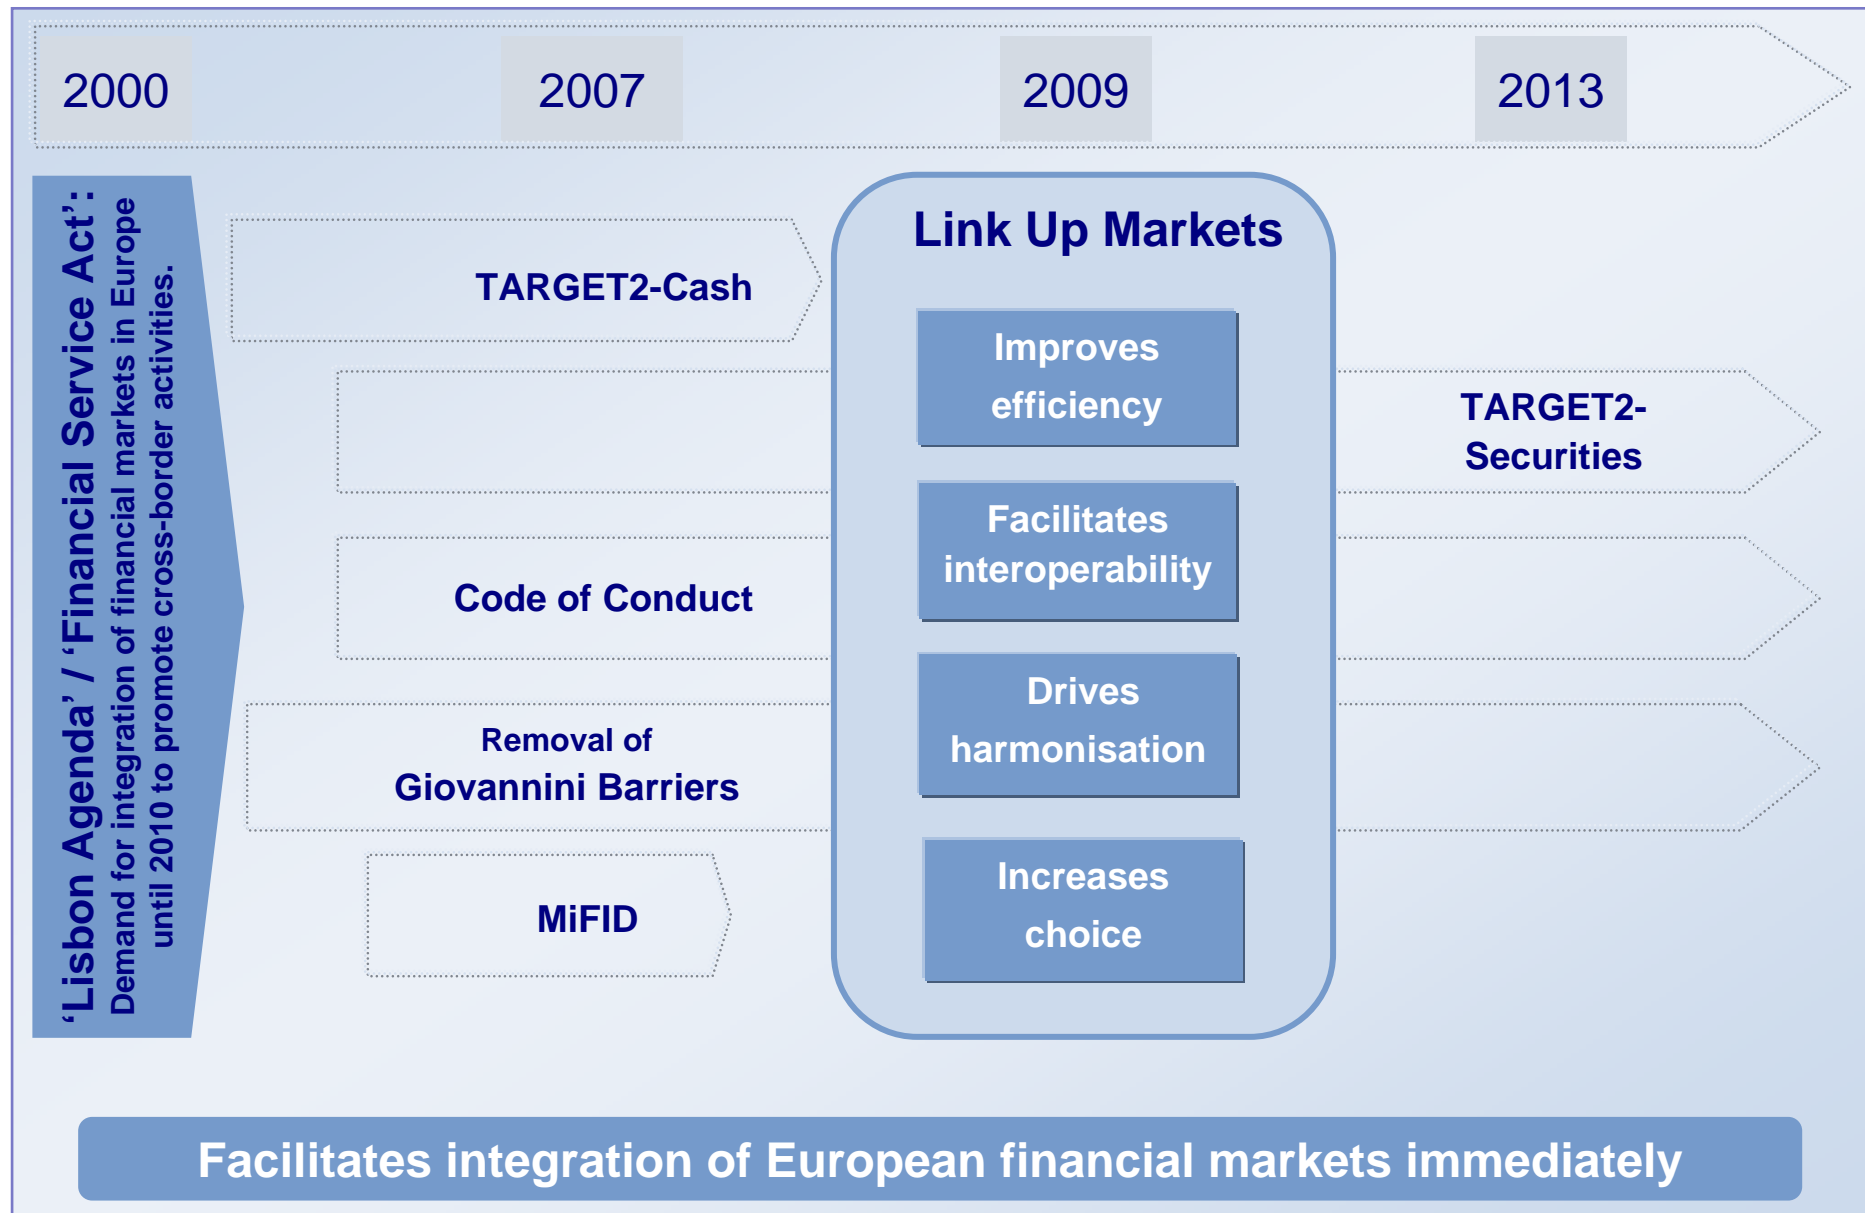 2000
2007
2009
2013
‘Lisbon Agenda’ / ‘Financial Service Act’:
Demand for integration of financial markets in Europe
until 2010 to promote cross-border activities.
TARGET2-Cash
Code of Conduct
Removal of
Giovannini Barriers
MiFID
Link Up Markets
Improves
efficiency
Facilitates
interoperability
Drives
harmonisation
Increases
choice
TARGET2-
Securities
Facilitates integration of European financial markets immediately